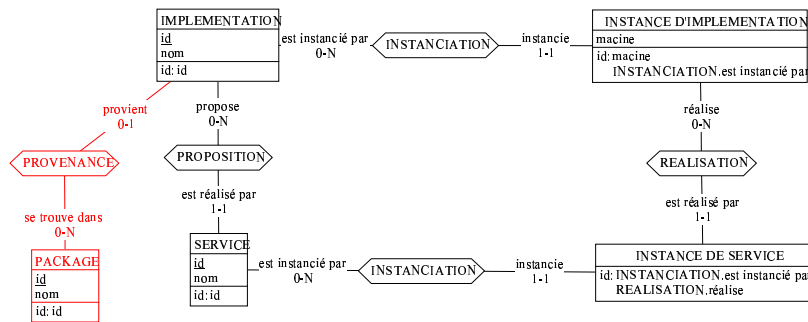 IMPLEMENTATION
id
nom
id: id
est instancié par
0-N
INSTANCIATION
instancie
1-1
INSTANCE D'IMPLEMENTATION
macine
id: macine
INSTANCIATION.est instancié par
provient
0-1
propose
0-N
réalise
0-N
PROVENANCE
PROPOSITION
REALISATION
se trouve dans
0-N
est réalisé par
1-1
est réalisé par
1-1
PACKAGE
id
nom
id: id
SERVICE
id
nom
id: id
est instancié par
0-N
INSTANCIATION
instancie
1-1
INSTANCE DE SERVICE
id: INSTANCIATION.est instancié par
REALISATION.réalise